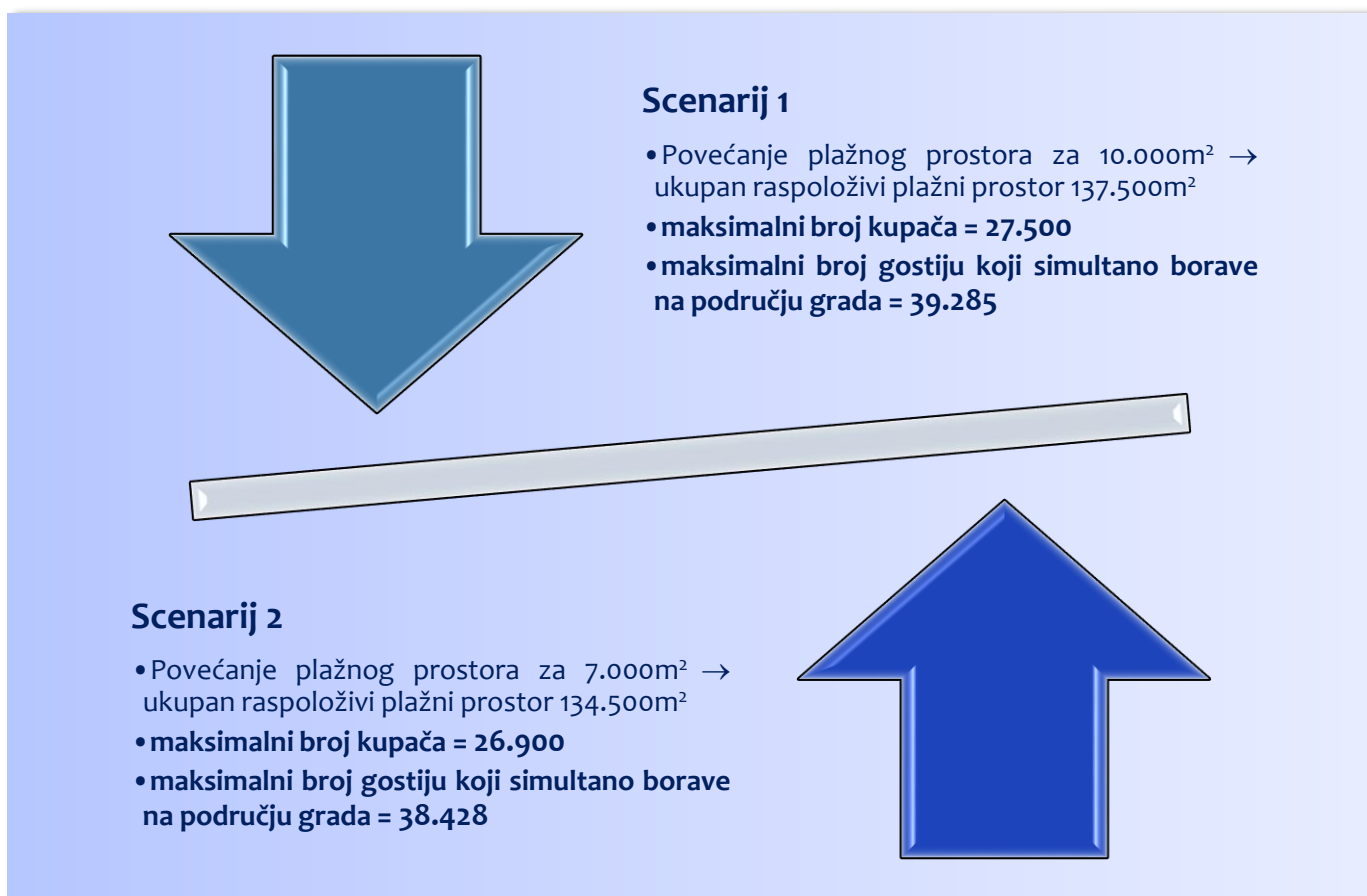 Scenarij 1
•Povećanje plažnog prostora za 10.000m² →
ukupan raspoloživi plažni prostor 137.500m²
•maksimalni broj kupača = 27.500
•maksimalni broj gostiju koji simultano borave
na području grada = 39.285
Scenarij 2
•Povećanje plažnog prostora za 7.000m² →
ukupan raspoloživi plažni prostor 134.500m²
•maksimalni broj kupača = 26.900
•maksimalni broj gostiju koji simultano borave
na području grada = 38.428